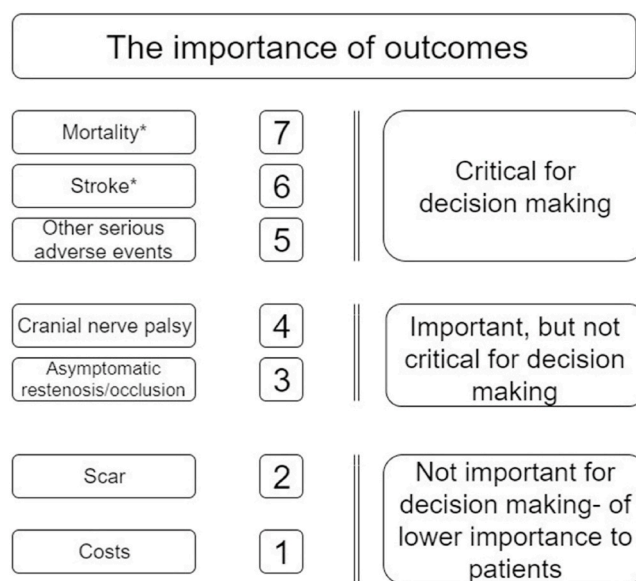 The importance of outcomes
Mortality*
7
Stroke*
6
Other serious
adverse events
5
Critical for
decision making
Cranial nerve palsy
4
Asymptomatic
restenosis/occlusion
3
Important, but not
critical for decision
making
Scar
2
Costs
1
Not important for
decision making- of
lower importance to
patients